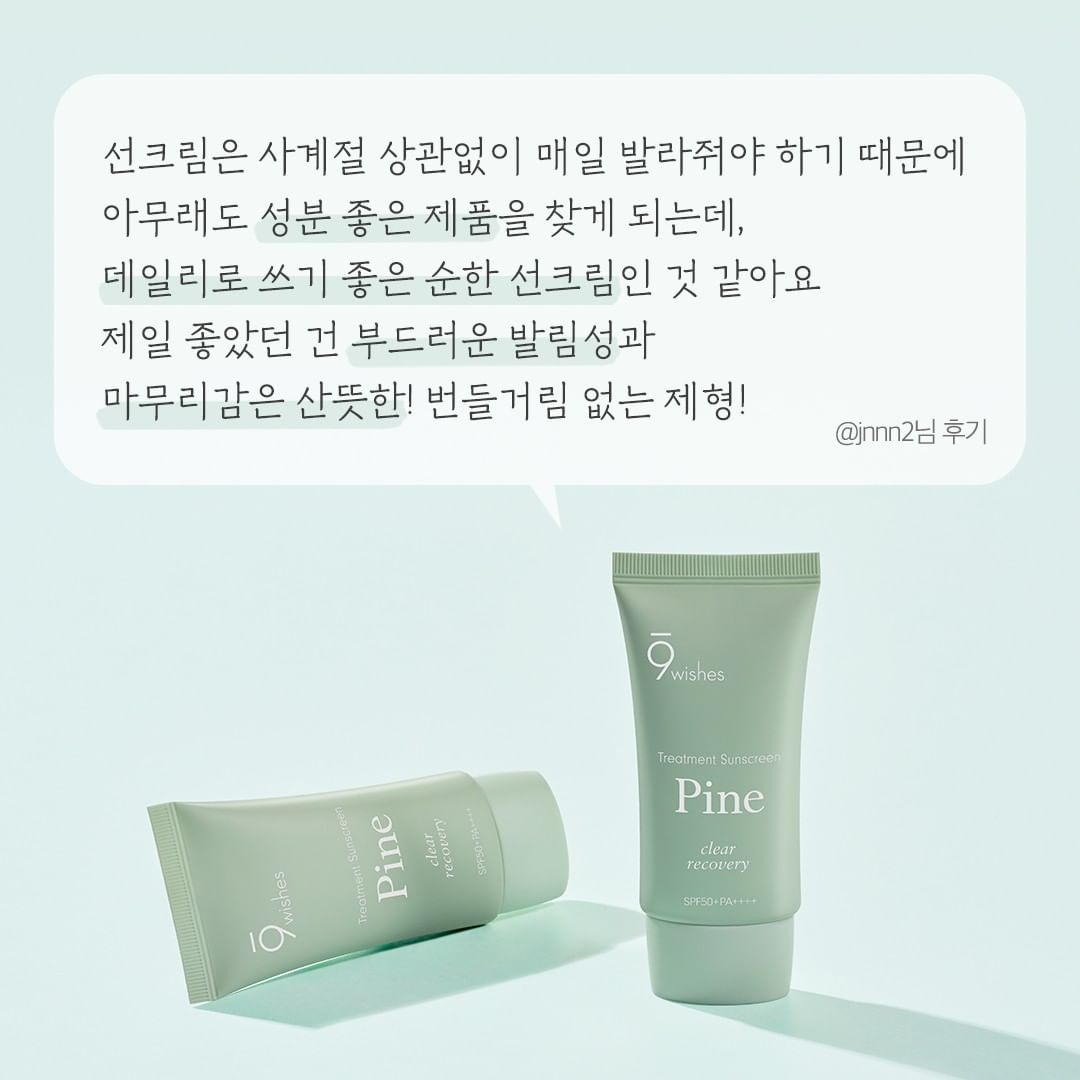 선크림은 사계절 상관없이 매일 발라줘야 하기 때문에
아무래도 성분 좋은 제품을 찾게 되는데,
데일리로 쓰기 좋은 순한 선크림인 것 같아요
제일 좋았던 건 부드러운 발림성과
마무리감은 산뜻한! 번들거림 없는 제형!
@jnnn2님 후기
9wishes
Treatment Sunscreen
Pine
clear
recovery
SPF50+PA++++
9wishes
Treatment Sunscreen
Pine
clear
recovery
SPF50+PA++++